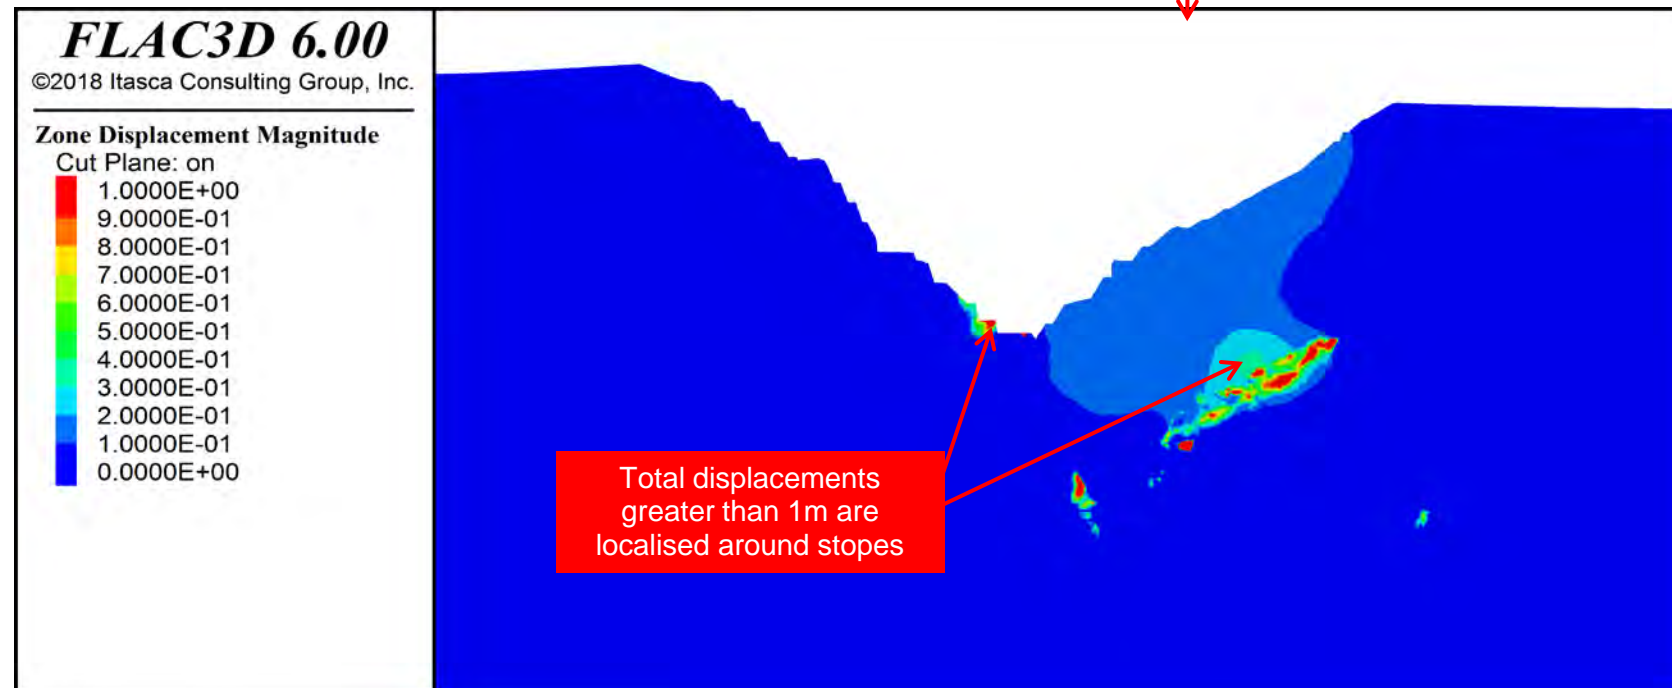 FLAC3D 6.00
©2018 Itasca Consulting Group, Inc.
Zone Displacement Magnitude
Cut Plane: on
1.0000E+00
9.0000E-01
8.0000E-01
7.0000E-01
6.0000E-01
5.0000E-01
4.0000E-01
3.0000E-01
2.0000E-01
1.0000E-01
0.0000E+00
Total displacements
greater than 1m are
localised around stopes